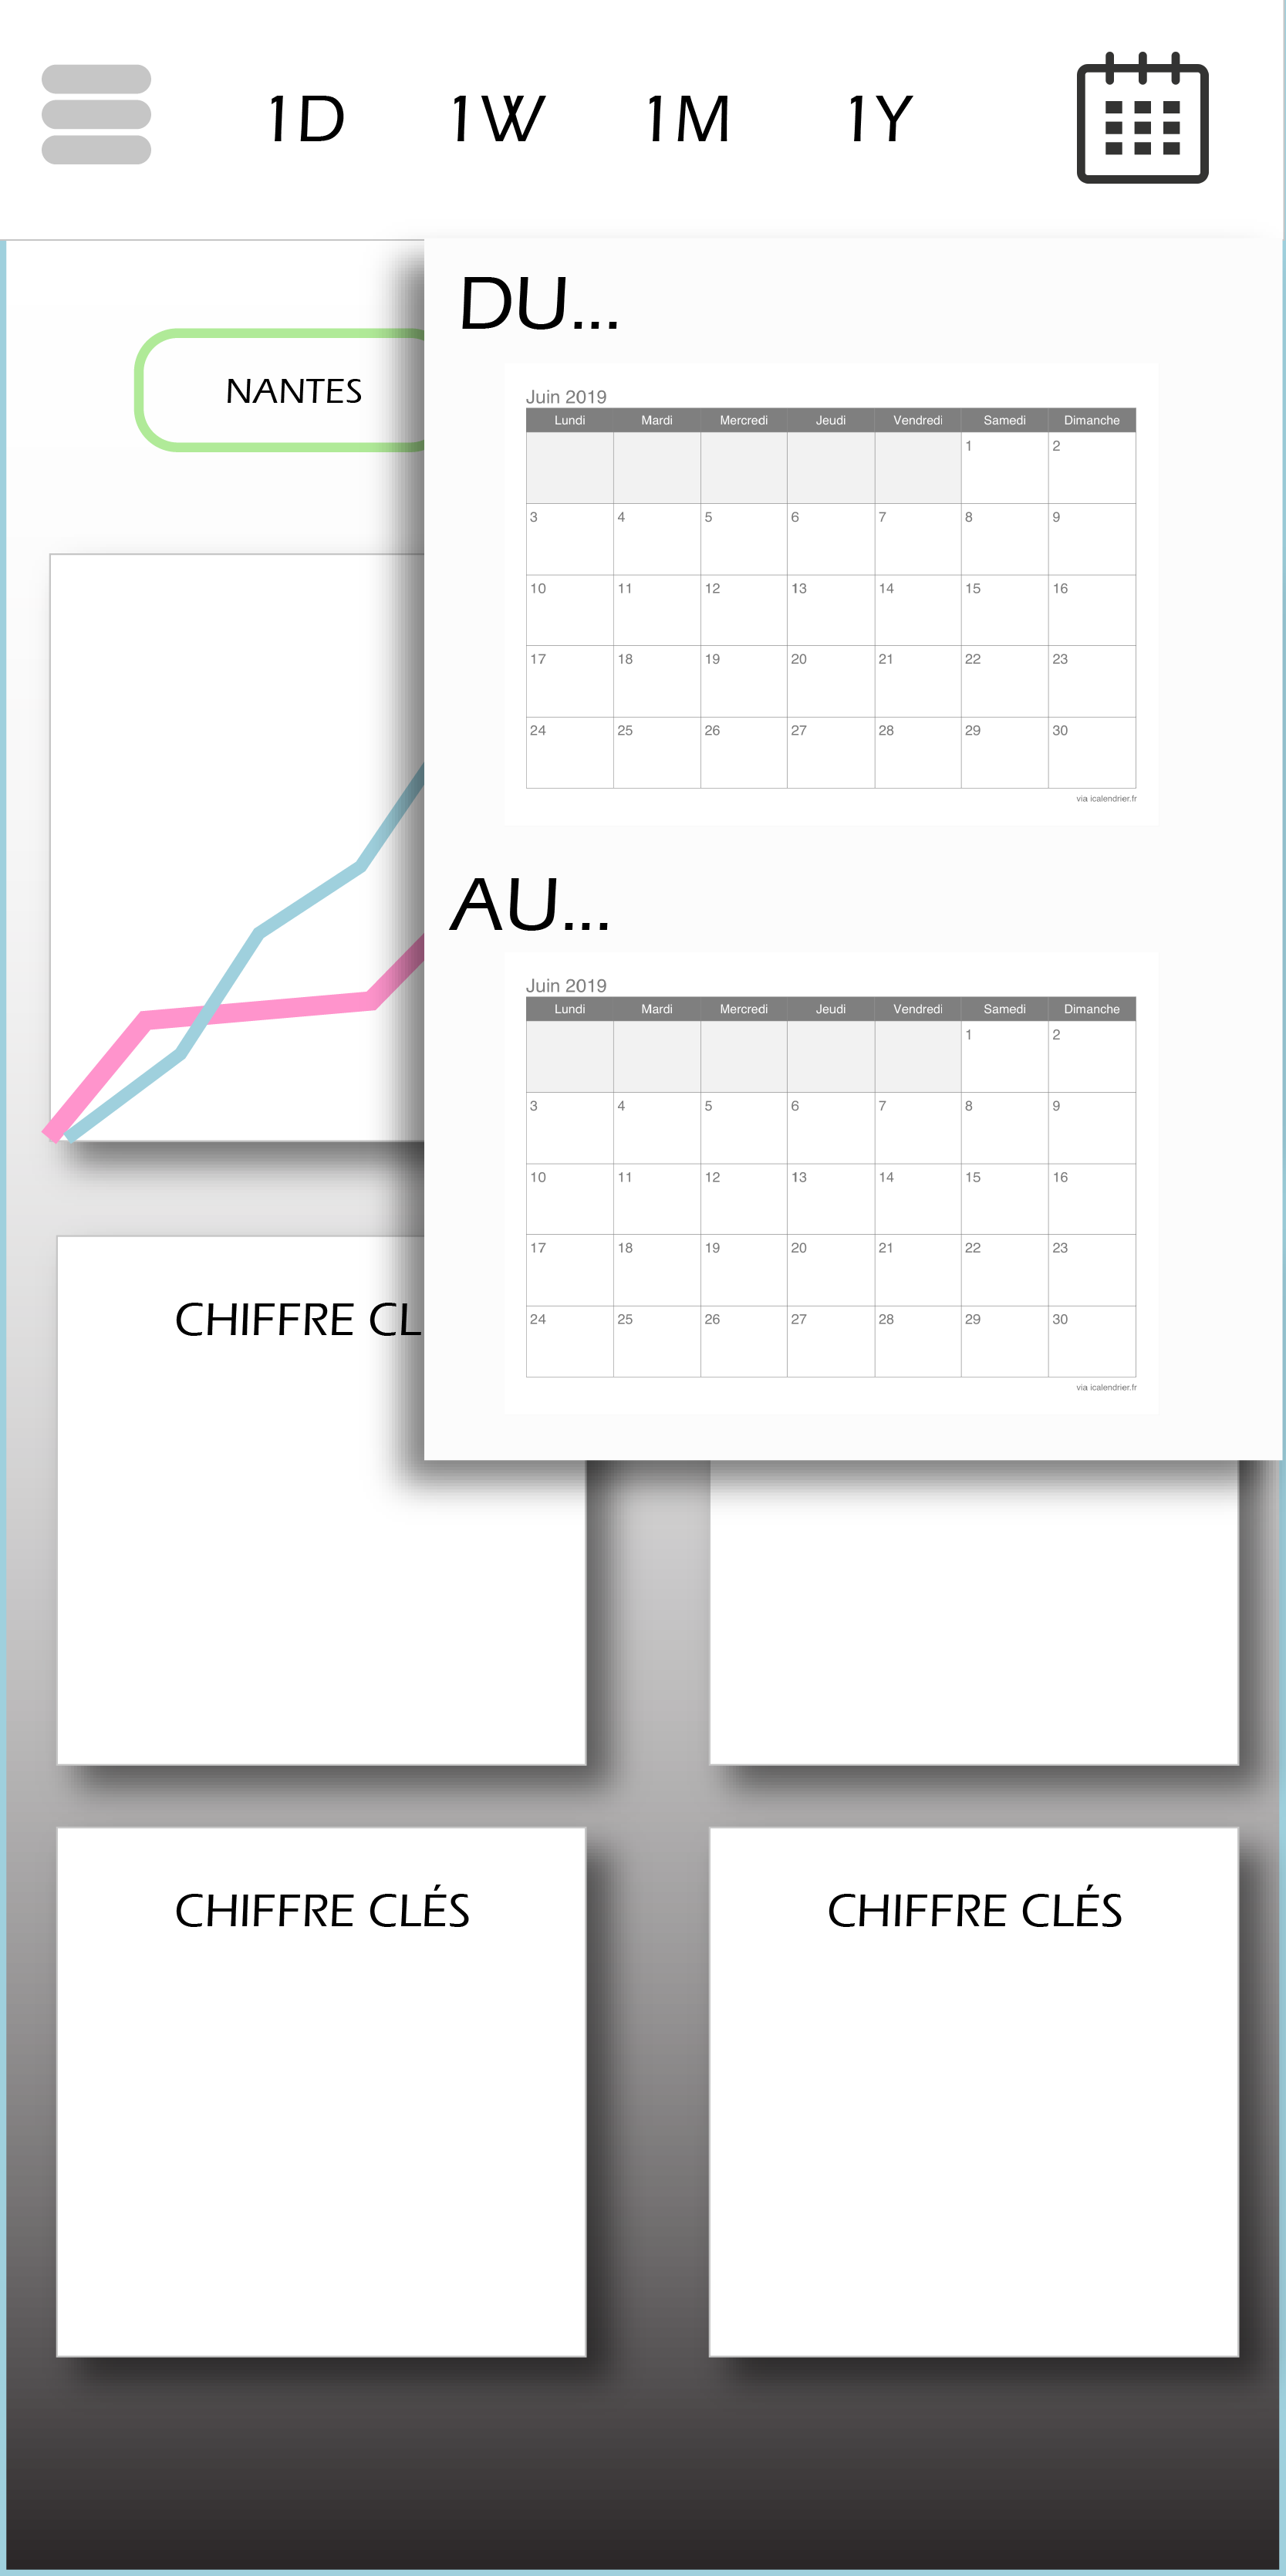 1D 1W 1M 1Y
NANTES
DU...
Juin 2019
Lundi Mardi Mercredi Jeudi Vendredi Samedi Dimanche
1 2
3 4 5 6 7 8 9
10 11 12 13 14 15 16
17 18 19 20 21 22 23
24 25 26 27 28 29 30
via icalendrier.fr
AU...
Juin 2019
Lundi Mardi Mercredi Jeudi Vendredi Samedi Dimanche
1 2
3 4 5 6 7 8 9
10 11 12 13 14 15 16
17 18 19 20 21 22 23
24 25 26 27 28 29 30
via icalendrier.fr
CHIFFRE CL
CHIFFRE CLÉS
CHIFFRE CLÉS